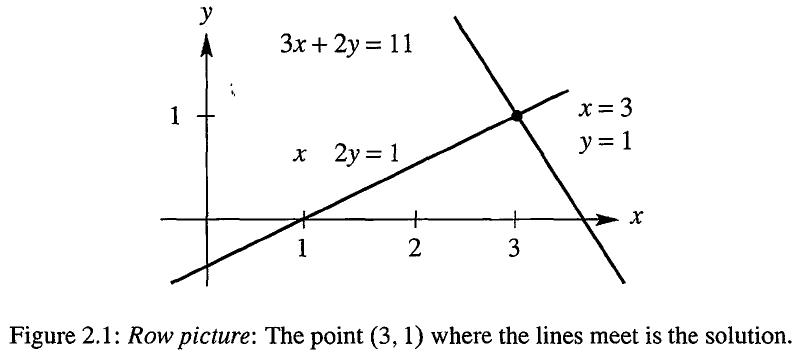 y
3x + 2y = 11
1
x = 3
x 2y = 1
y = 1
x
1 2 3
Figure 2.1: Row picture: The point (3, 1) where the lines meet is the solution.